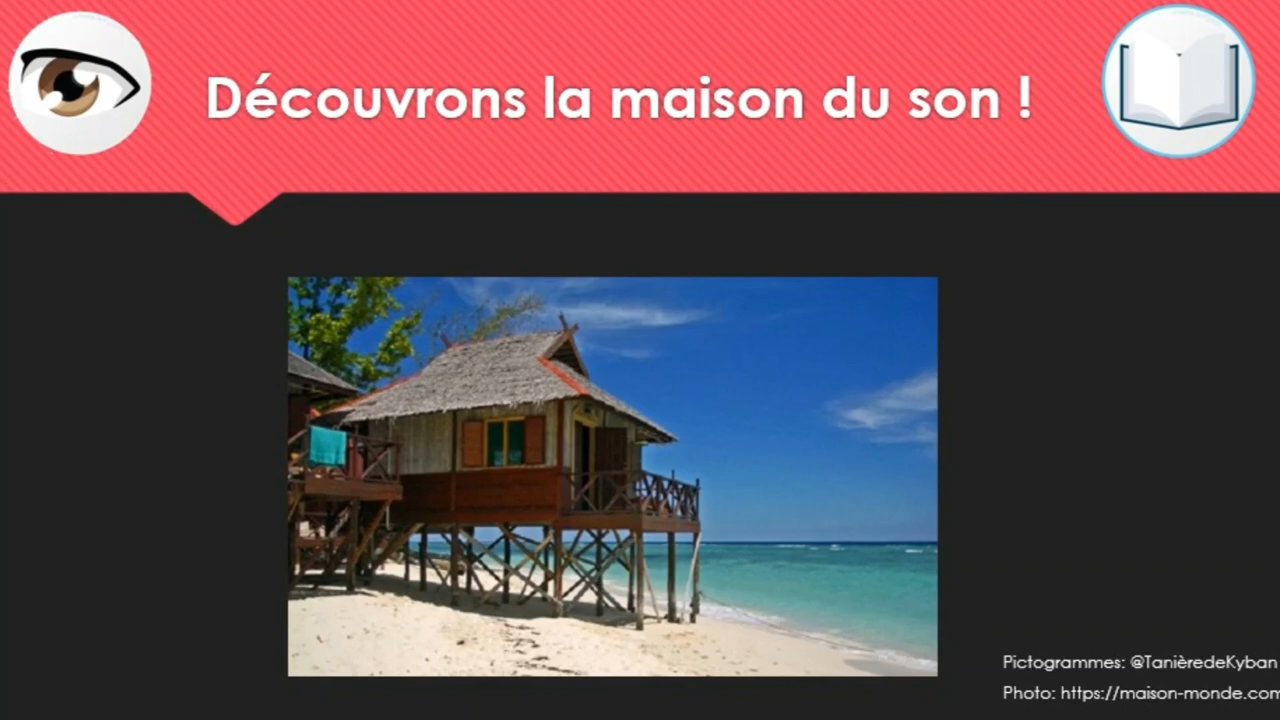 Découvrons la maison du son !
Pictogrammes: @TanièredeKyban
Photo: https://maison-monde.com